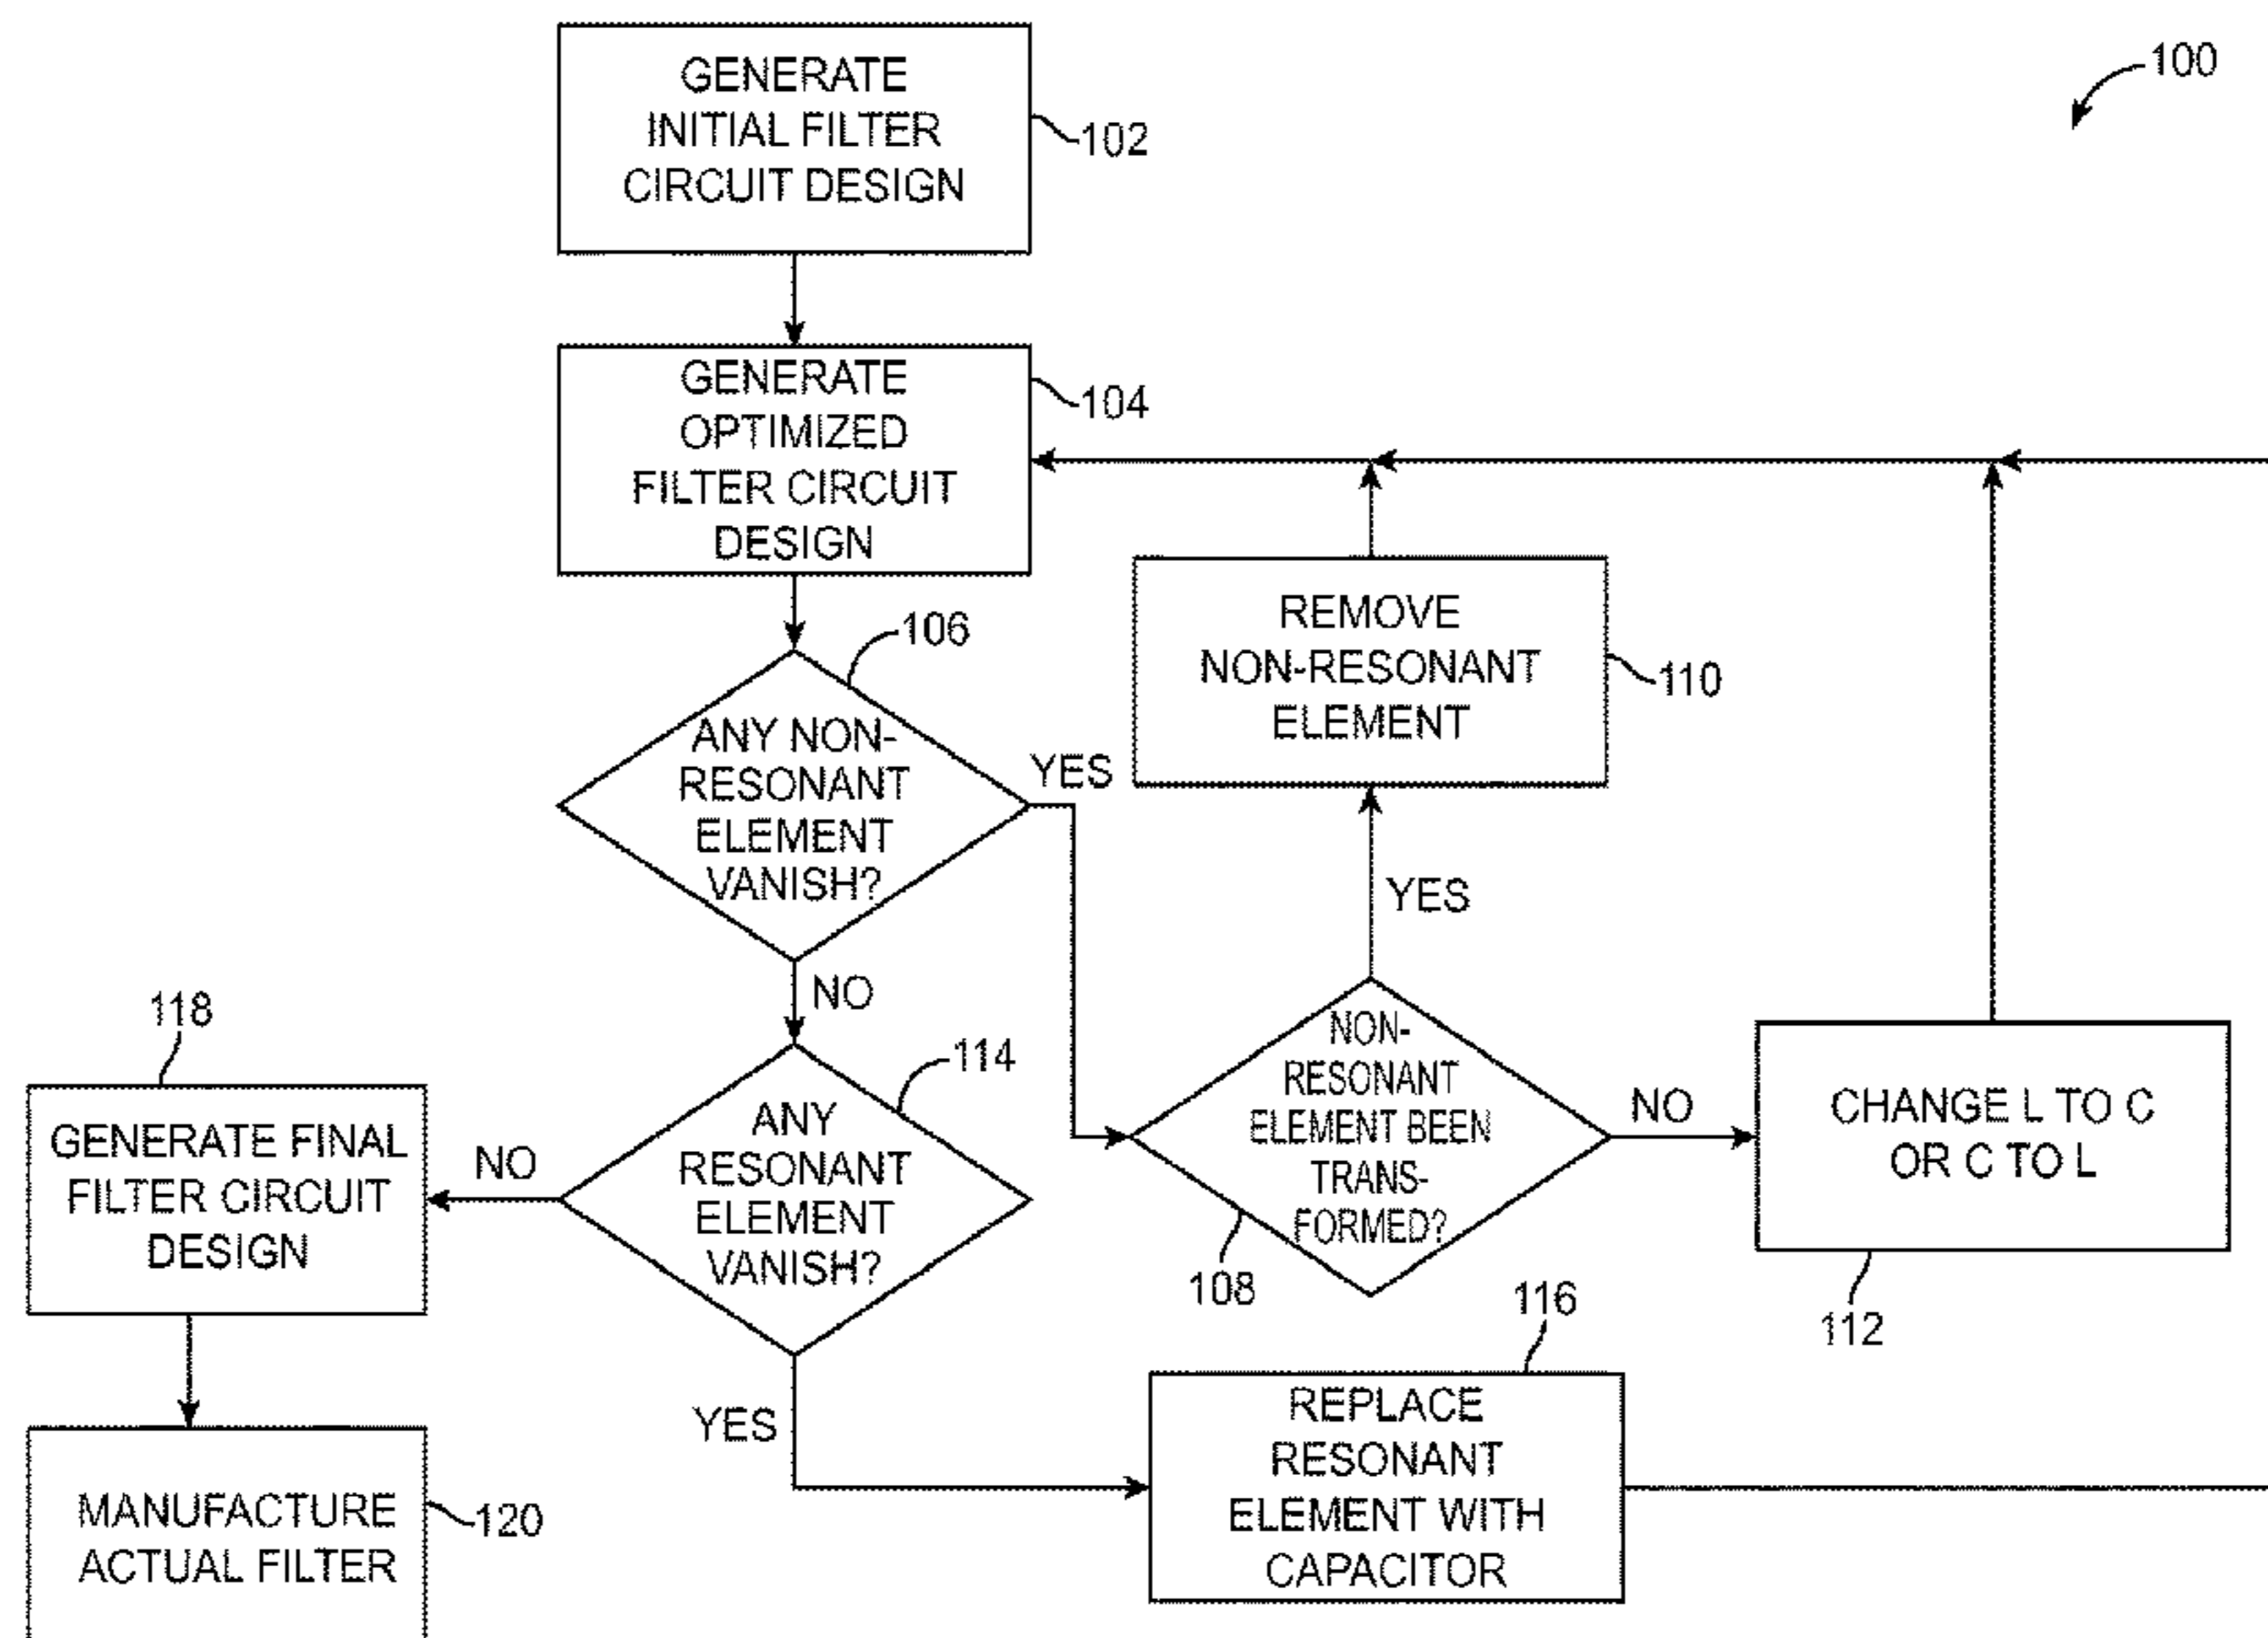 100
GENERATE
INITIAL FILTER
CIRCUIT DESIGN
102
GENERATE
OPTIMIZED
FILTER CIRCUIT
DESIGN
104
106
ANY NON-
RESONANT
ELEMENT
VANISH?
YES
NO
REMOVE
NON-RESONANT
ELEMENT
110
YES
NON-
RESONANT
ELEMENT BEEN
TRANS-
FORMED?
108
NO
CHANGE L TO C
OR C TO L
112
114
ANY
RESONANT
ELEMENT
VANISH?
NO
YES
118
GENERATE FINAL
FILTER CIRCUIT
DESIGN
116
REPLACE
RESONANT
ELEMENT WITH
CAPACITOR
MANUFACTURE
ACTUAL FILTER
120